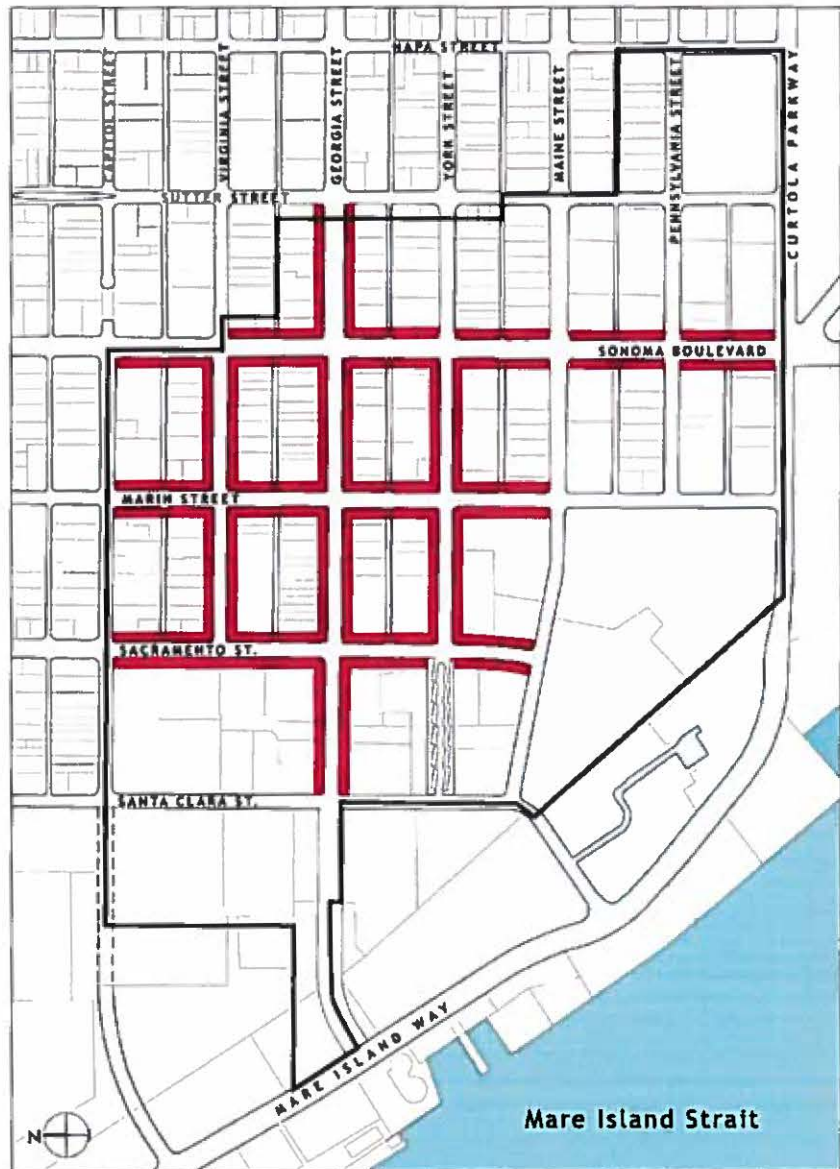 NAPA STREET
CAPITOL STREET
VIRGINIA STREET
GEORGIA STREET
YORK STREET
MAINE STREET
PENNSYLVANIA STREET
CURTOLA PARKWAY
SUTTER STREET
SONOMA BOULEVARD
MARIN STREET
SACRAMENTO ST.
SANTA CLARA ST.
MARE ISLAND WAY
Mare Island Strait
N